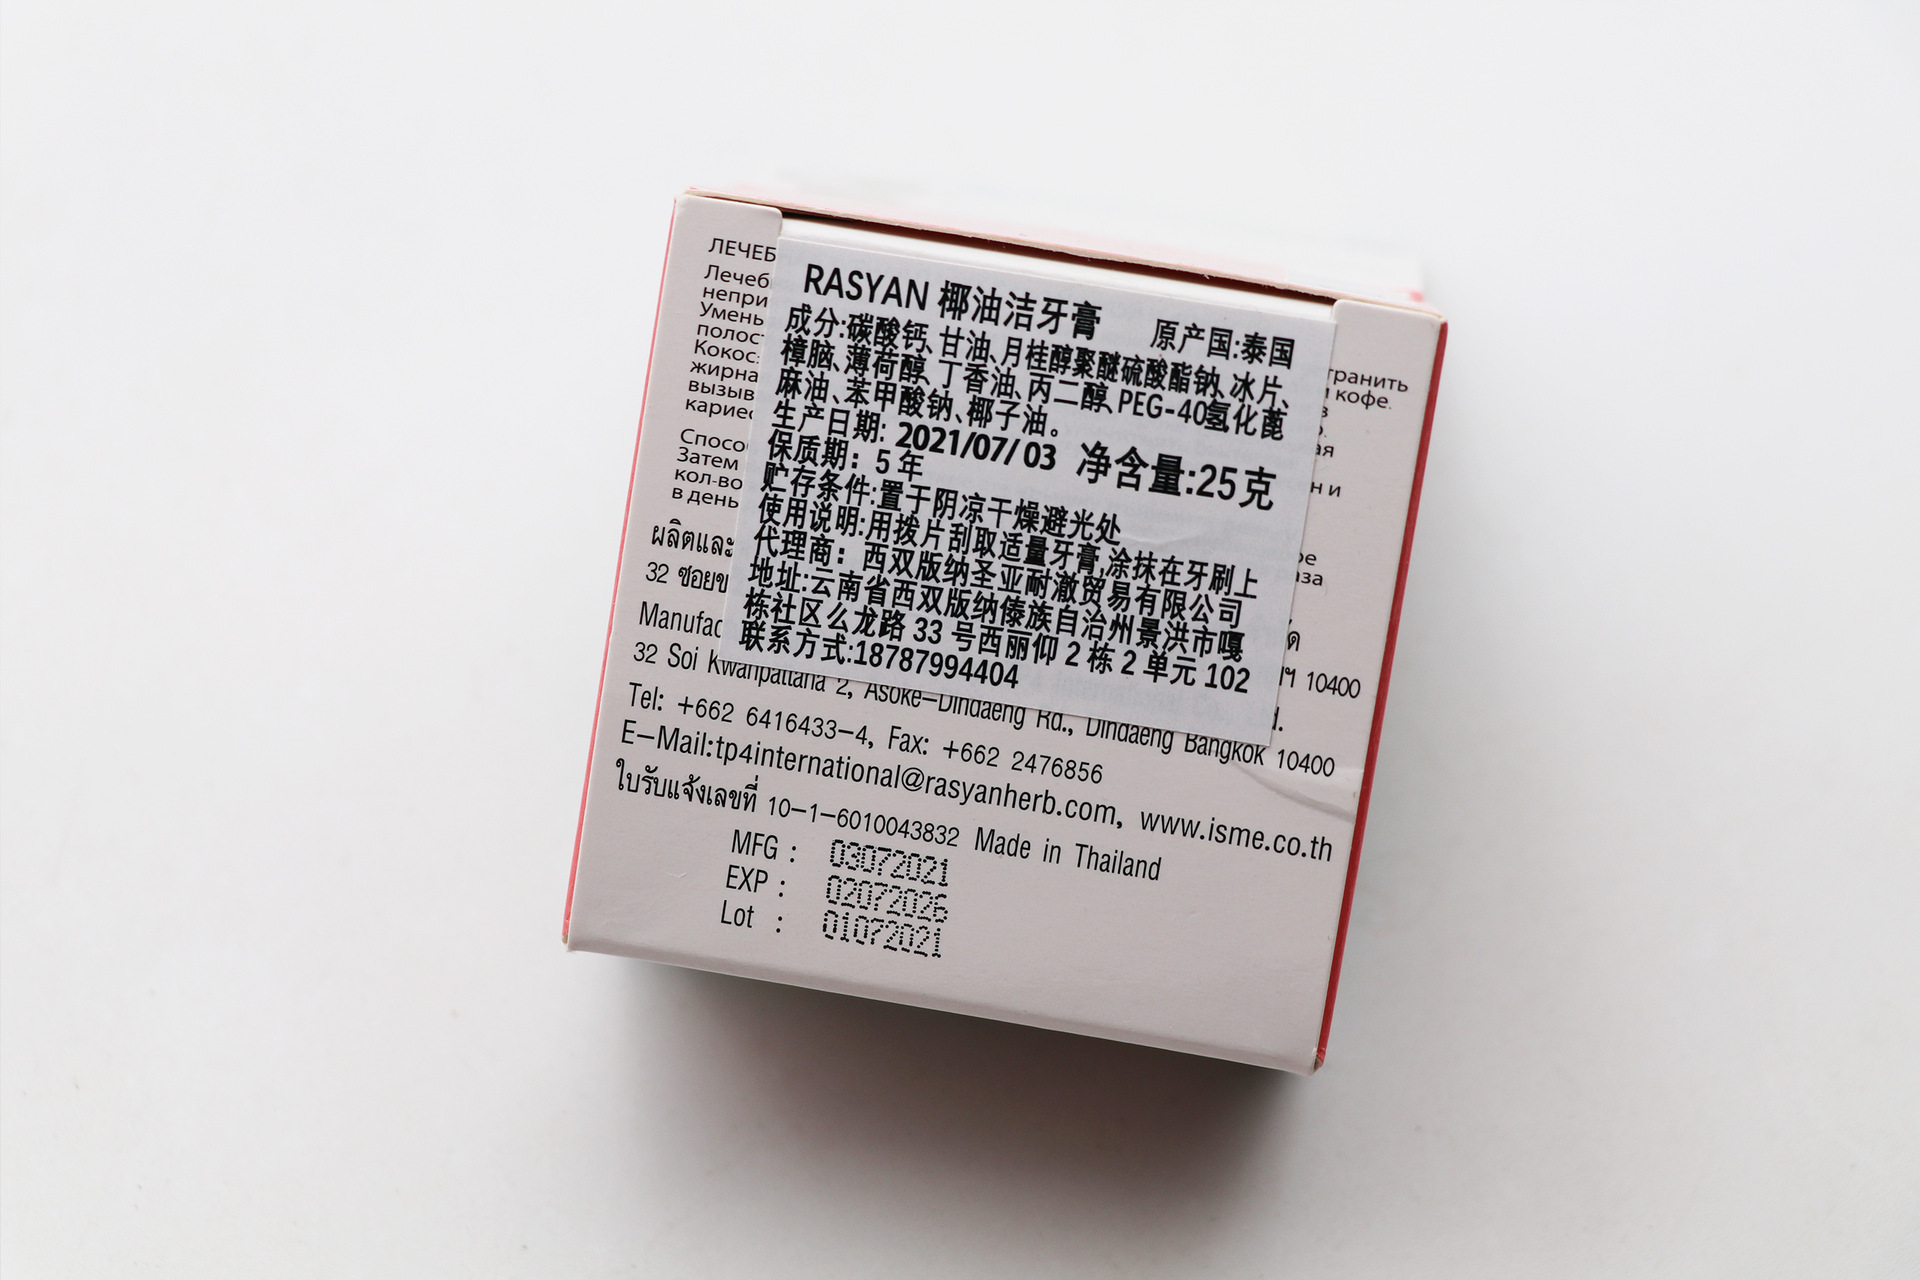 ЛЕЧЕБ
Лечеб
непри
Умень
полос
Кокос
жирна
вызыв
карие
Спосо
Затем
кол-во
в день
RASYAN 椰油洁牙膏 原产国:泰国
成分:碳酸钙、甘油、月桂醇聚醚硫酸酯钠、冰片、
樟脑、薄荷醇、丁香油、丙二醇、PEG-40氢化蓖
麻油、苯甲酸钠、椰子油。
生产日期: 2021/07/03 净含量:25克
保质期: 5 年
贮存条件:置于阴凉干燥避光处
使用说明:用拨片刮取适量牙膏,涂抹在牙刷上
代理商: 西双版纳圣亚耐澈贸易有限公司
地址:云南省西双版纳傣族自治州景洪市嘎
栋社区么龙路 33 号西丽仰 2 栋 2 单元 102
联系方式:18787994404
транить
и кофе.
ผลิตและ
32 ซอยข
10400
Manufac
32 Soi Kwanpattana 2, Asoke–Dindaeng Rd., Dindaeng Bangkok 10400
Tel: +662 6416433–4, Fax: +662 2476856
E–Mail:tp4international@rasyanherb.com, www.isme.co.th
ใบรับแจ้งเลขที่ 10–1–6010043832 Made in Thailand
MFG : 03072021
EXP : 02072026
Lot : 01072021